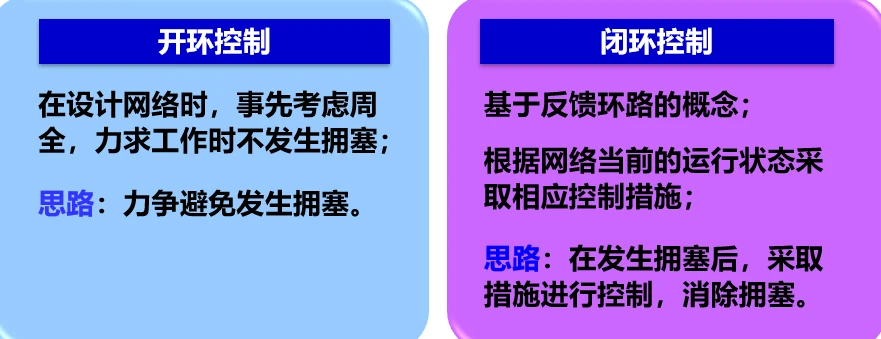 开环控制
在设计网络时，事先考虑周
全，力求工作时不发生拥塞；
思路：力争避免发生拥塞。
闭环控制
基于反馈环路的概念；
根据网络当前的运行状态采
取相应控制措施；
思路：在发生拥塞后，采取
措施进行控制，消除拥塞。